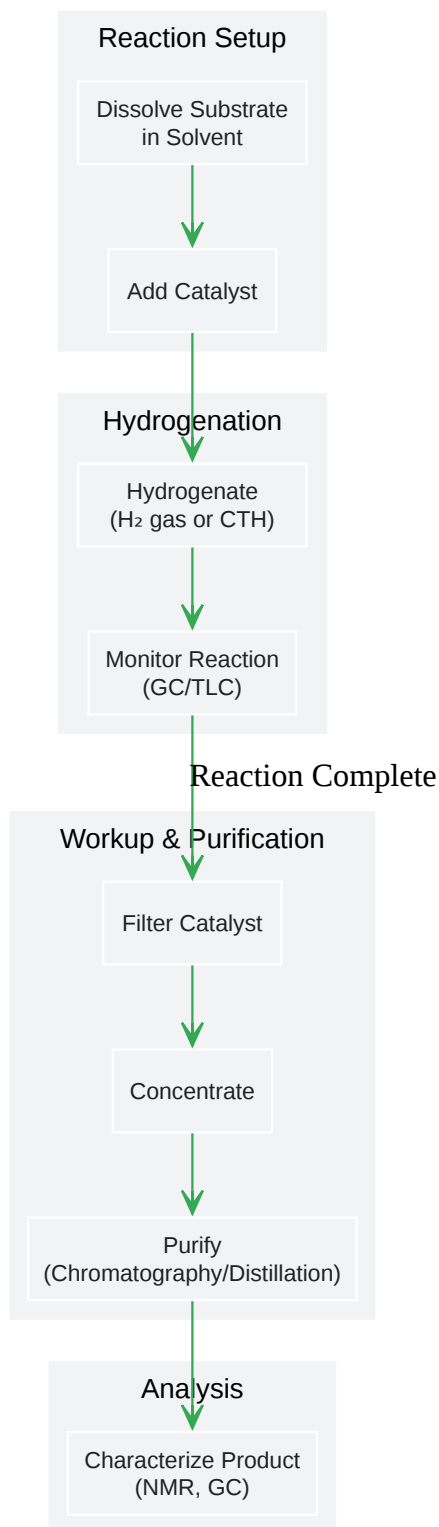 Reaction Setup
Dissolve Substrate
in Solvent
Add Catalyst
Hydrogenation
Hydrogenate
(H₂ gas or CTH)
Monitor Reaction
(GC/TLC)
Reaction Complete
Workup & Purification
Filter Catalyst
Concentrate
Purify
(Chromatography/Distillation)
Analysis
Characterize Product
(NMR, GC)